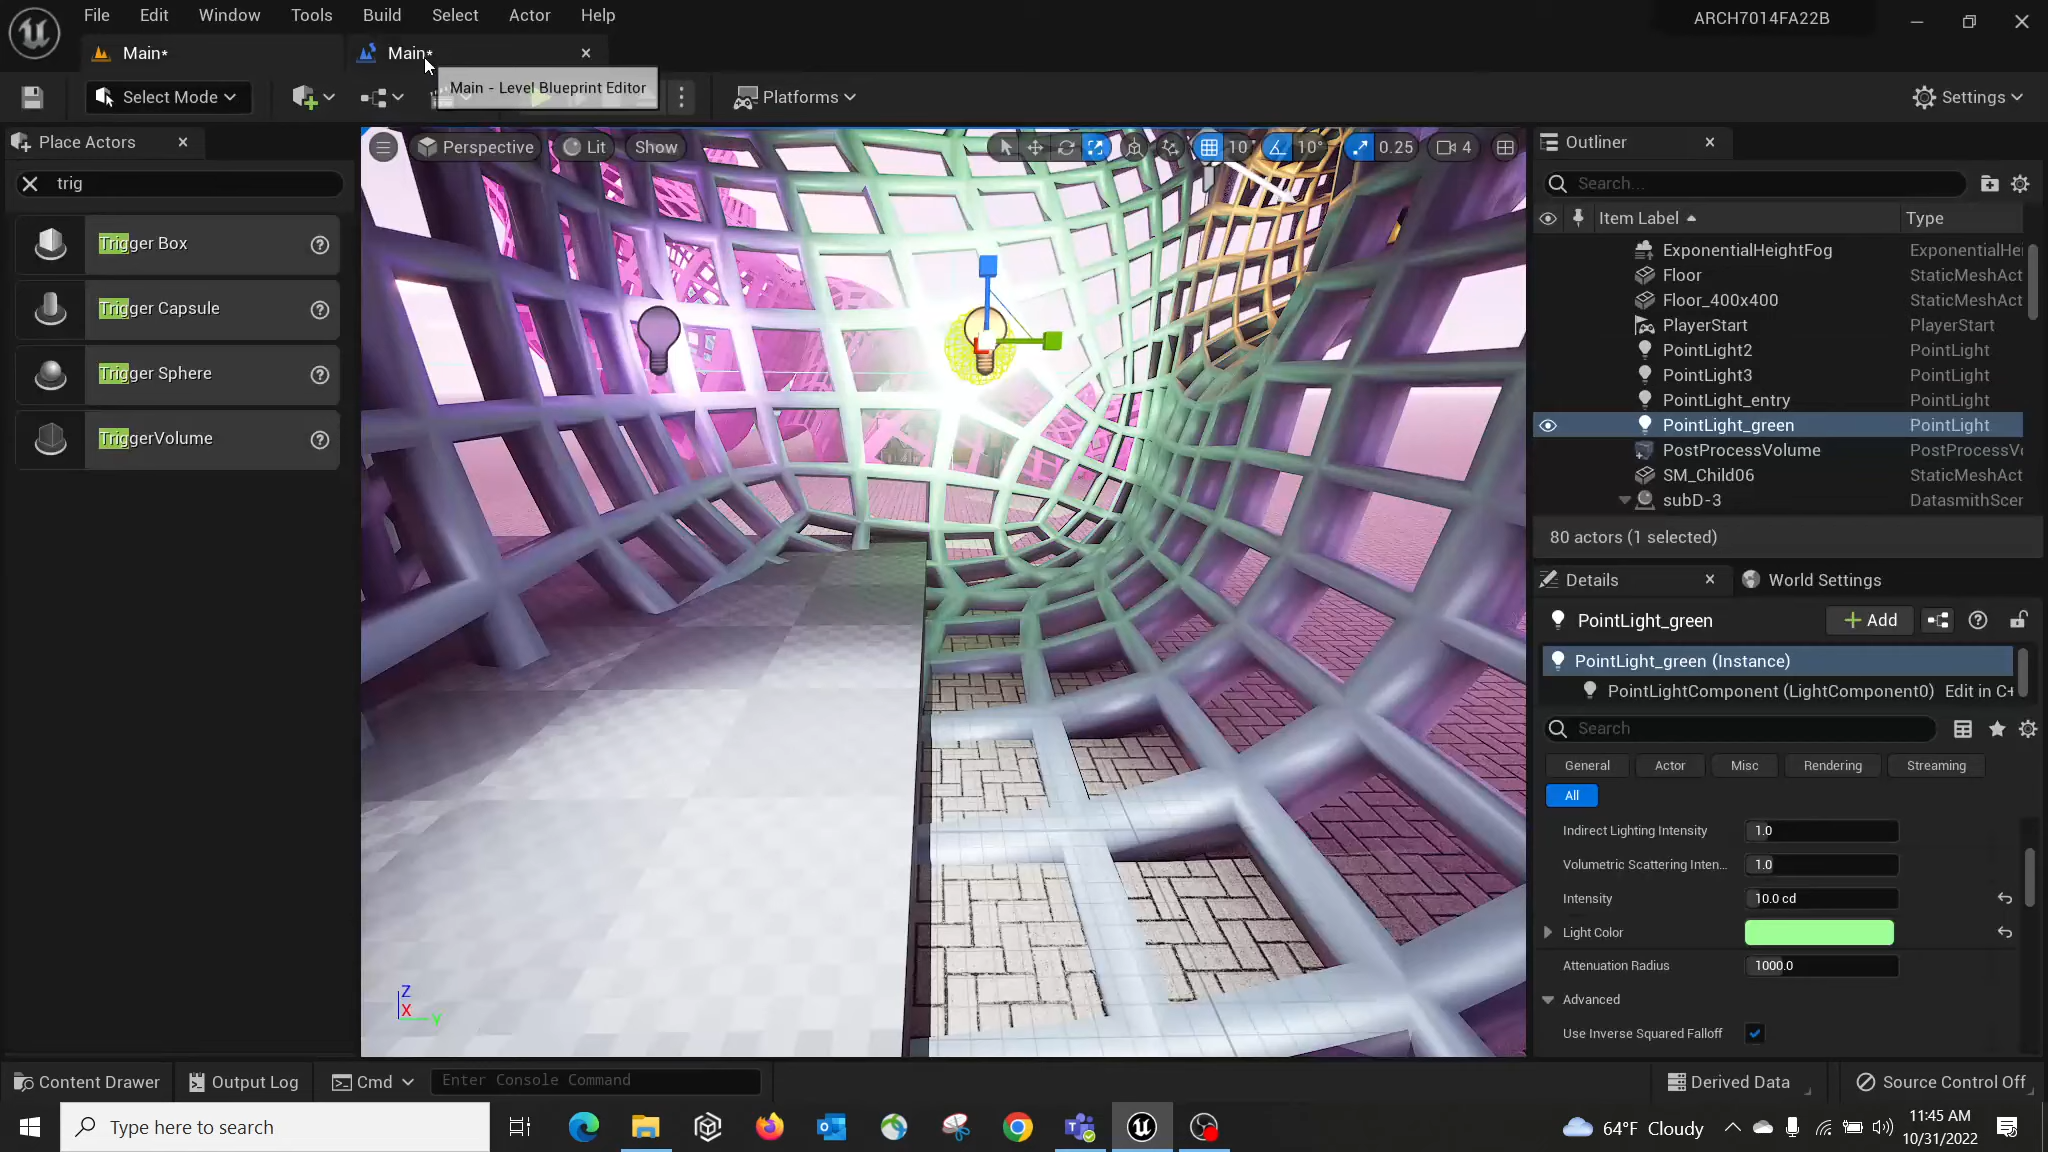 File Edit Window Tools Build Select Actor Help
ARCH7014FA22B
Main*
Main*
Main - Level Blueprint Editor
Select Mode
Platforms
Settings
Place Actors
trig
Trigger Box
Trigger Capsule
Trigger Sphere
TriggerVolume
Perspective
Lit
Show
10
10°
0.25
4
Z
X
Y
Outliner
Search...
Item Label
Type
ExponentialHeightFog ExponentialHei
Floor StaticMeshAct
Floor_400x400 StaticMeshAct
PlayerStart PlayerStart
PointLight2 PointLight
PointLight3 PointLight
PointLight_entry PointLight
PointLight_green PointLight
PostProcessVolume PostProcessVo
SM_Child06 StaticMeshAct
subD-3 DatasmithScen
80 actors (1 selected)
Details
World Settings
PointLight_green
Add
PointLight_green (Instance)
PointLightComponent (LightComponent0) Edit in C+
Search
General Actor Misc Rendering Streaming
All
Indirect Lighting Intensity 1.0
Volumetric Scattering Inten... 1.0
Intensity 10.0 cd
Light Color
Attenuation Radius 1000.0
Advanced
Use Inverse Squared Falloff
Content Drawer
Output Log
Cmd
Enter Console Command
Derived Data
Source Control Off
Type here to search
64°F Cloudy
11:45 AM
10/31/2022